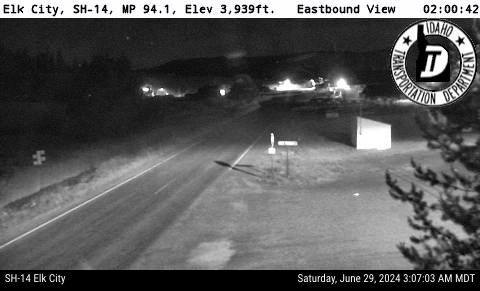 Elk City, SH-14, MP 94.1, Elev 3,939ft. Eastbound View 02:00:42
IDAHO
TRANSPORTATION DEPARTMENT
SH-14 Elk City
Saturday, June 29, 2024 3:07:03 AM MDT